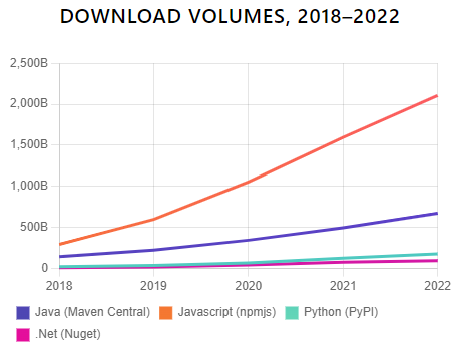 DOWNLOAD VOLUMES, 2018–2022
2,500B
2,000B
1,500B
1,000B
500B
0
2018 2019 2020 2021 2022
Java (Maven Central) Javascript (npmjs) Python (PyPI)
.Net (Nuget)